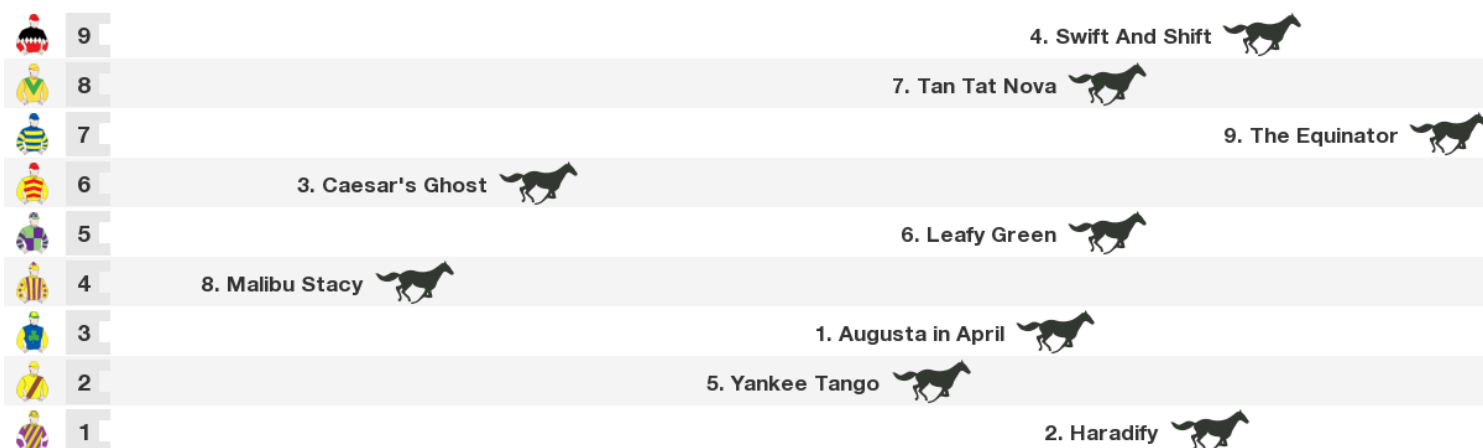 9 4. Swift And Shift
8 7. Tan Tat Nova
7 9. The Equinator
6 3. Caesar's Ghost
5 6. Leafy Green
4 8. Malibu Stacy
3 1. Augusta in April
2 5. Yankee Tango
1 2. Haradify